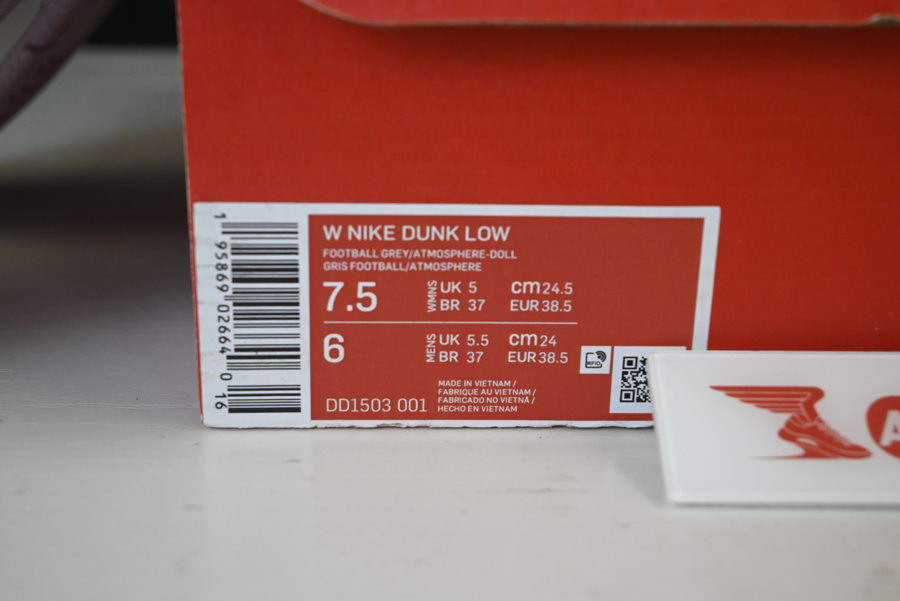 W NIKE DUNK LOW
FOOTBALL GREY/ATMOSPHERE-DOLL
GRIS FOOTBALL/ATMOSPHERE
7.5 WMNS UK 5 cm 24.5
BR 37 EUR 38.5
6 MENS UK 5.5 cm 24
BR 37 EUR 38.5
RFID
DD1503 001
MADE IN VIETNAM /
FABRIQUE AU VIETNAM /
FABRICADO NO VIETNÃ /
HECHO EN VIETNAM
1 95869 02664 0 16
A